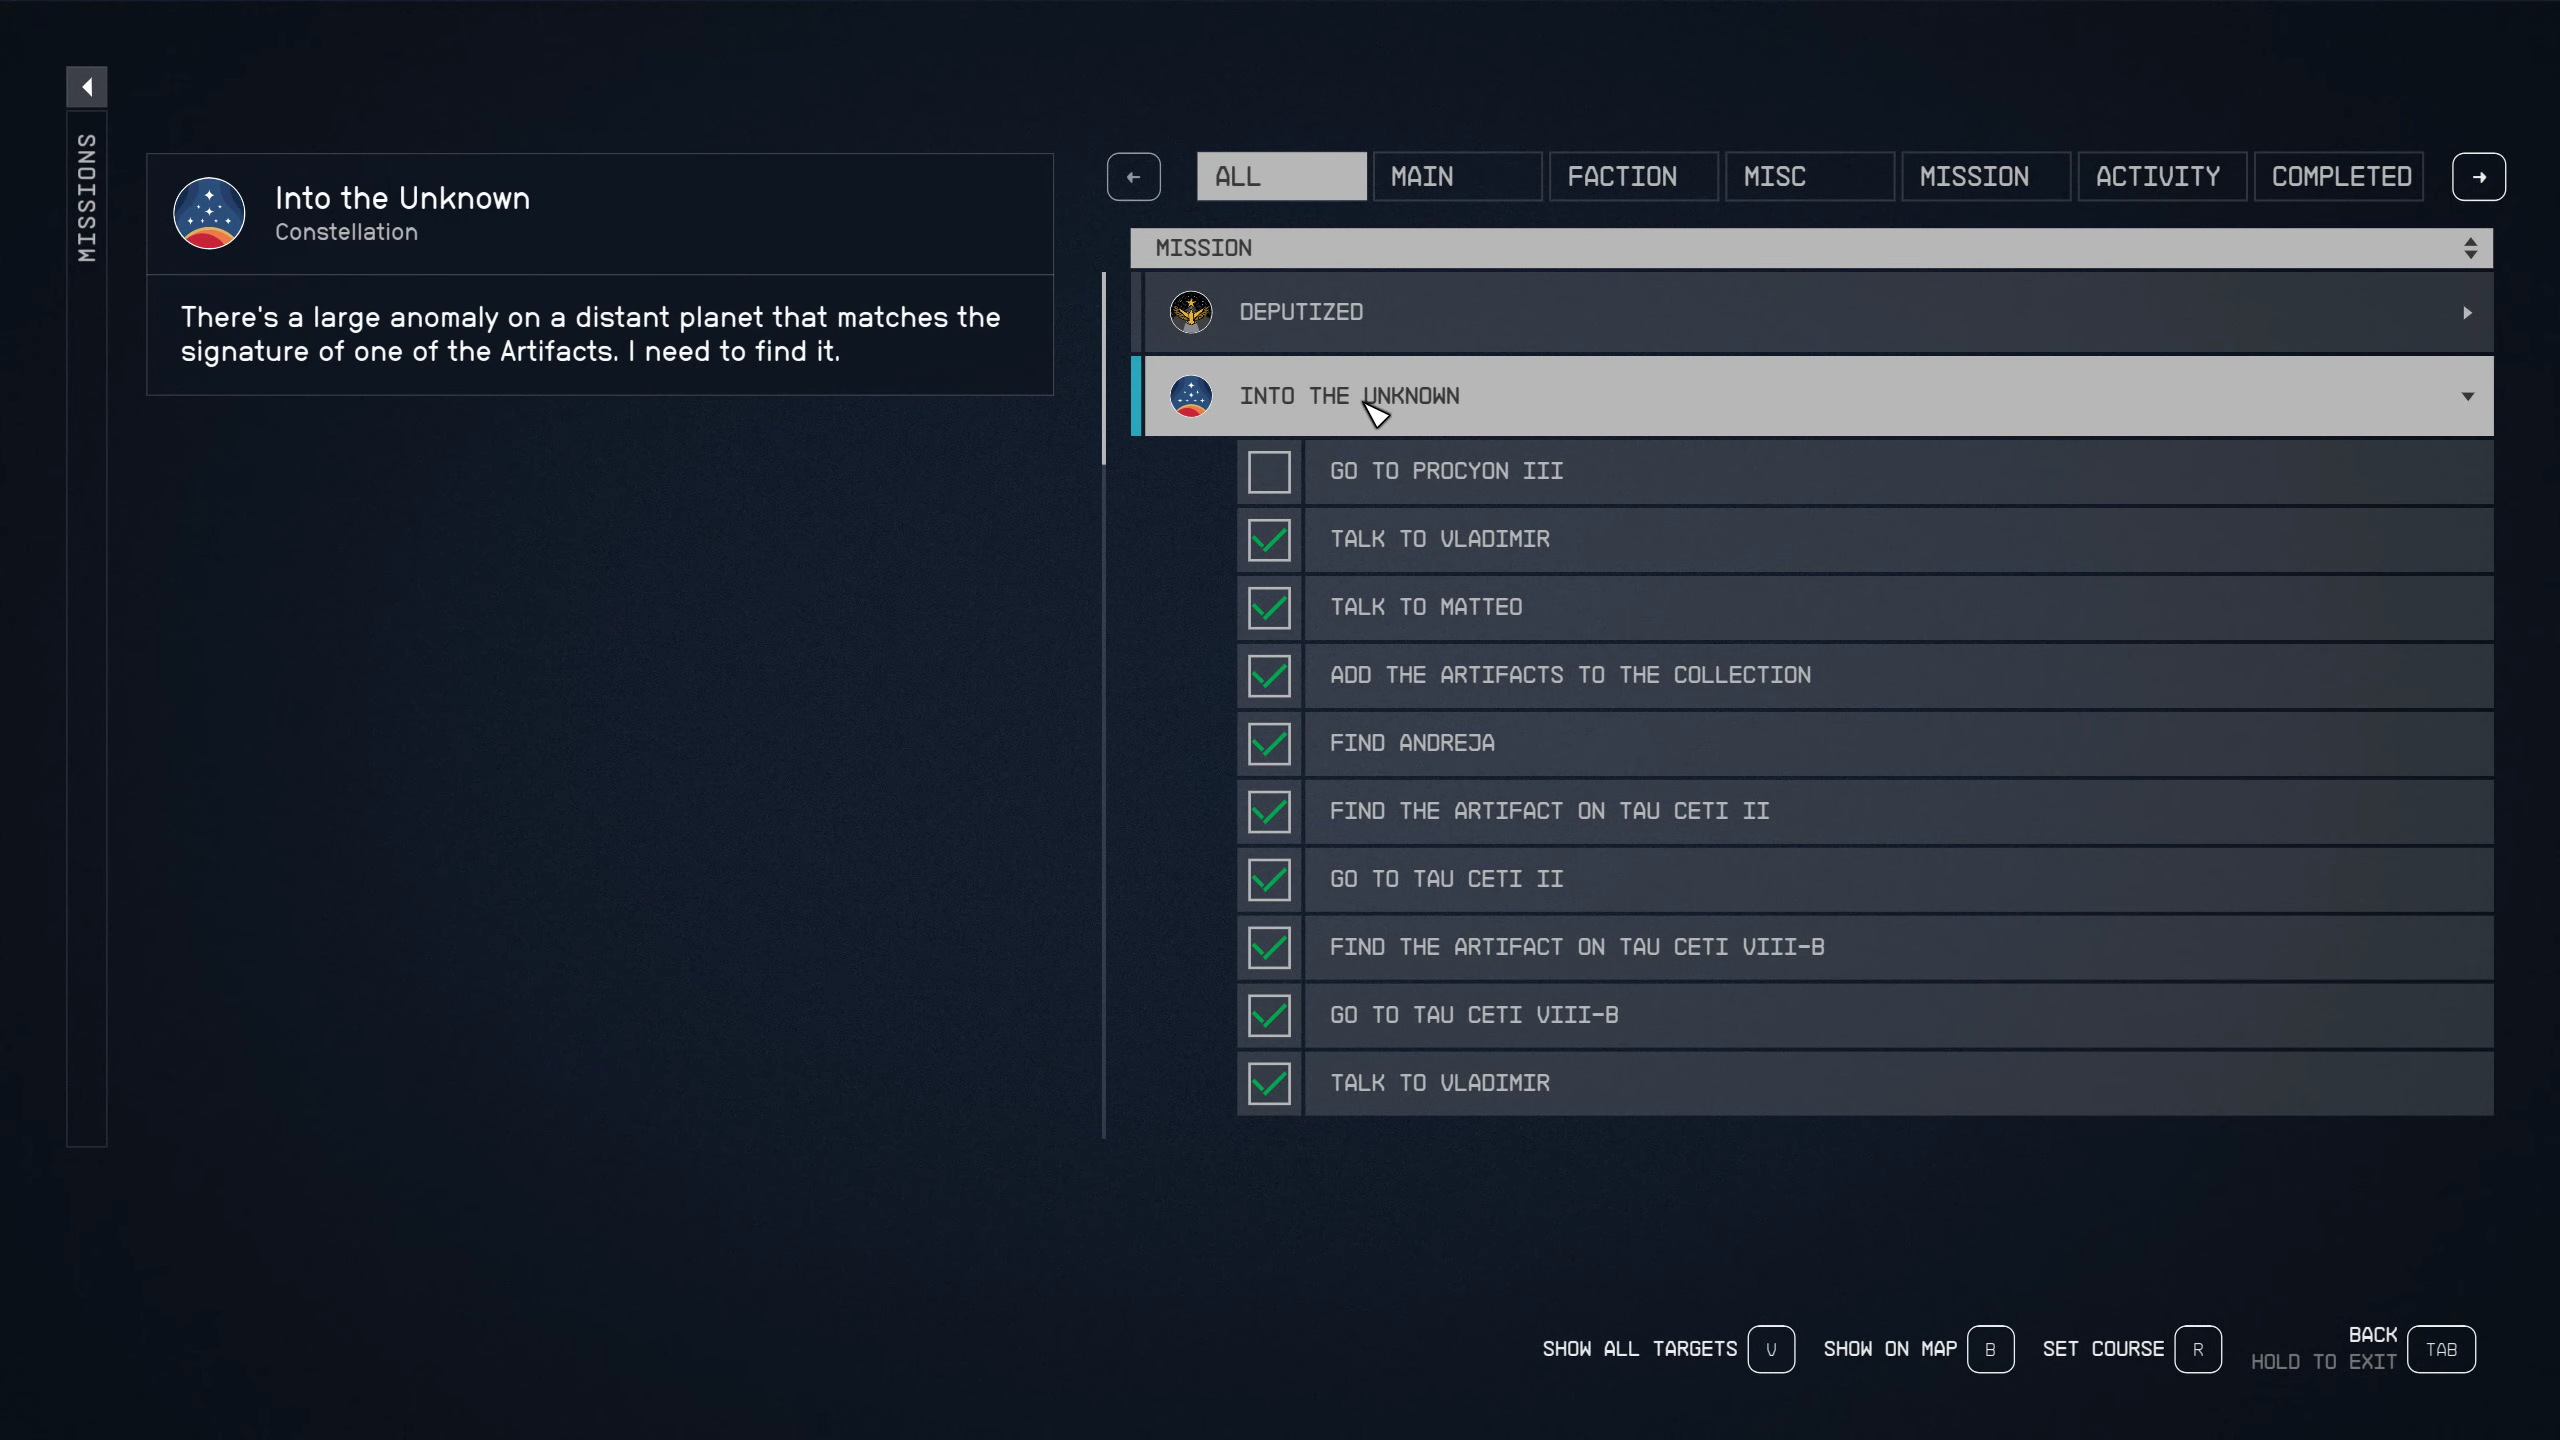 MISSIONS
Into the Unknown
Constellation
There's a large anomaly on a distant planet that matches the
signature of one of the Artifacts. I need to find it.
ALL
MAIN
FACTION
MISC
MISSION
ACTIVITY
COMPLETED
MISSION
DEPUTIZED
INTO THE UNKNOWN
GO TO PROCYON III
TALK TO VLADIMIR
TALK TO MATTEO
ADD THE ARTIFACTS TO THE COLLECTION
FIND ANDREJA
FIND THE ARTIFACT ON TAU CETI II
GO TO TAU CETI II
FIND THE ARTIFACT ON TAU CETI VIII-B
GO TO TAU CETI VIII-B
TALK TO VLADIMIR
SHOW ALL TARGETS V
SHOW ON MAP B
SET COURSE R
BACK
HOLD TO EXIT
TAB